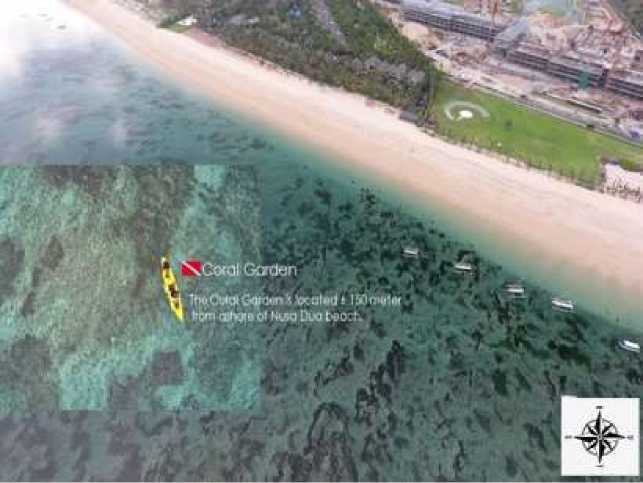 Coral Garden
The Coral Garden is located ± 150 meter
from ashore of Nusa Dua beach.